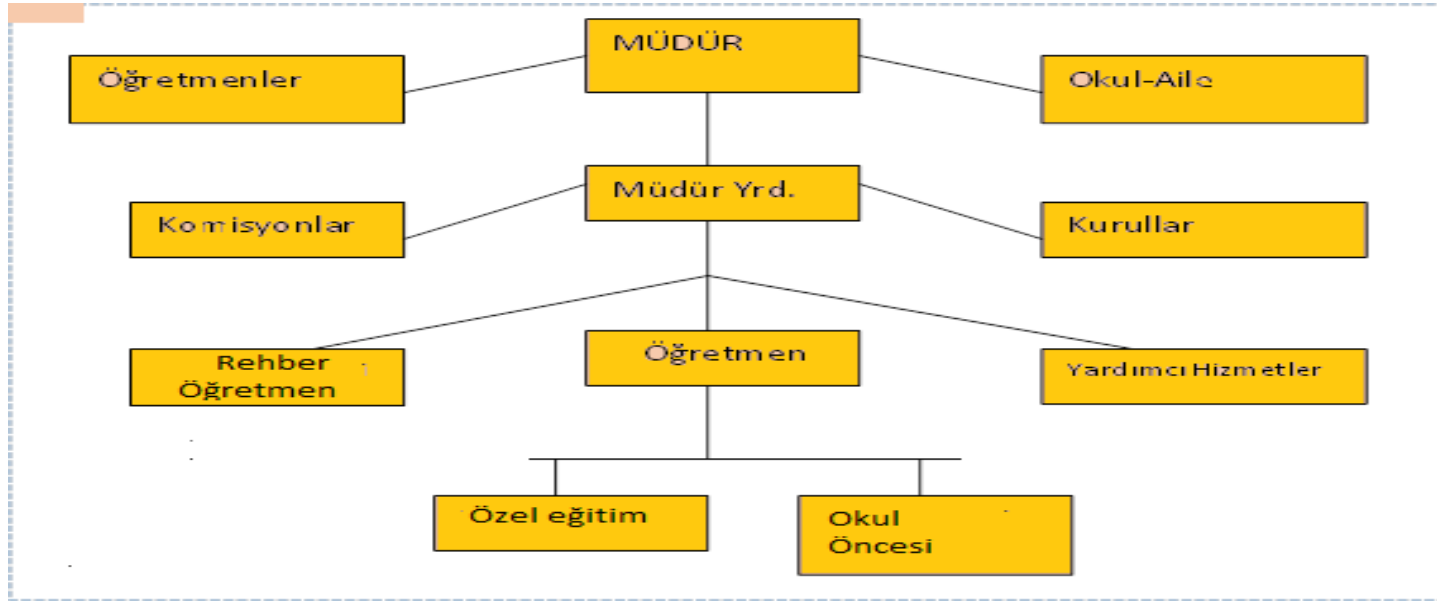 MÜDÜR
Öğretmenler
Okul-Aile
Müdür Yrd.
Komisyonlar
Kurullar
Rehber
Öğretmen
Öğretmen
Yardımcı Hizmetler
Özel eğitim
Okul
Öncesi